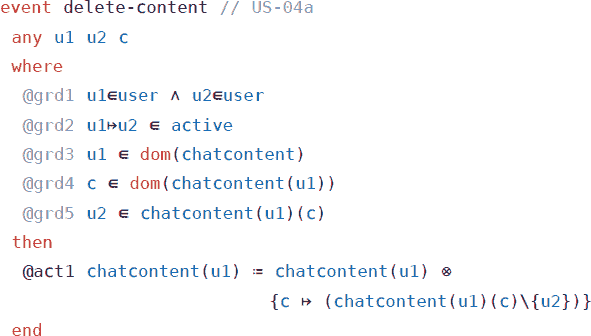 event delete-content // US-04a
any u1 u2 c
where
@grd1 u1∈user ∧ u2∈user
@grd2 u1↦u2 ∈ active
@grd3 u1 ∈ dom(chatcontent)
@grd4 c ∈ dom(chatcontent(u1))
@grd5 u2 ∈ chatcontent(u1)(c)
then
@act1 chatcontent(u1) ≔ chatcontent(u1) ⊗
{c ↦ (chatcontent(u1)(c)\{u2})}
end